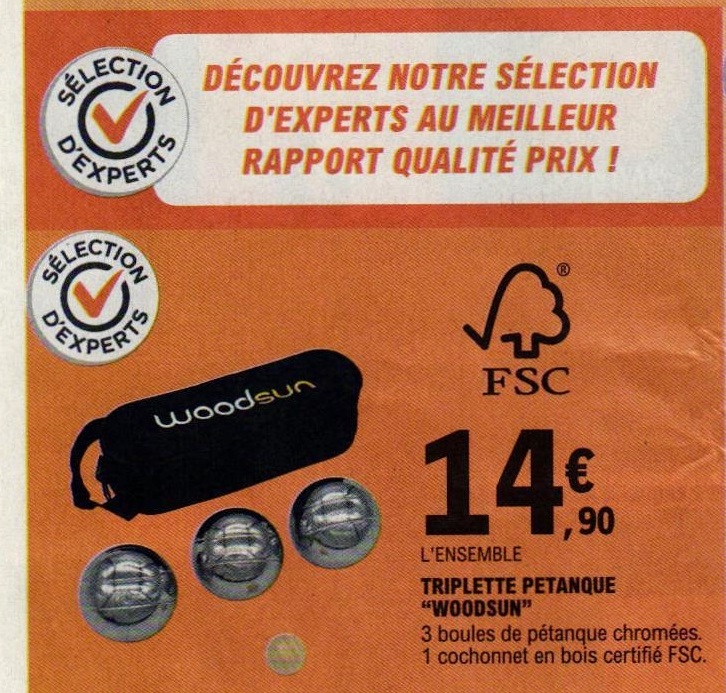 SÉLECTION
D'EXPERTS
DÉCOUVREZ NOTRE SÉLECTION
D'EXPERTS AU MEILLEUR
RAPPORT QUALITÉ PRIX !
SÉLECTION
D'EXPERTS
®
FSC
woodsun
14€,90
L'ENSEMBLE
TRIPLETTE PETANQUE
“WOODSUN”
3 boules de pétanque chromées.
1 cochonnet en bois certifié FSC.